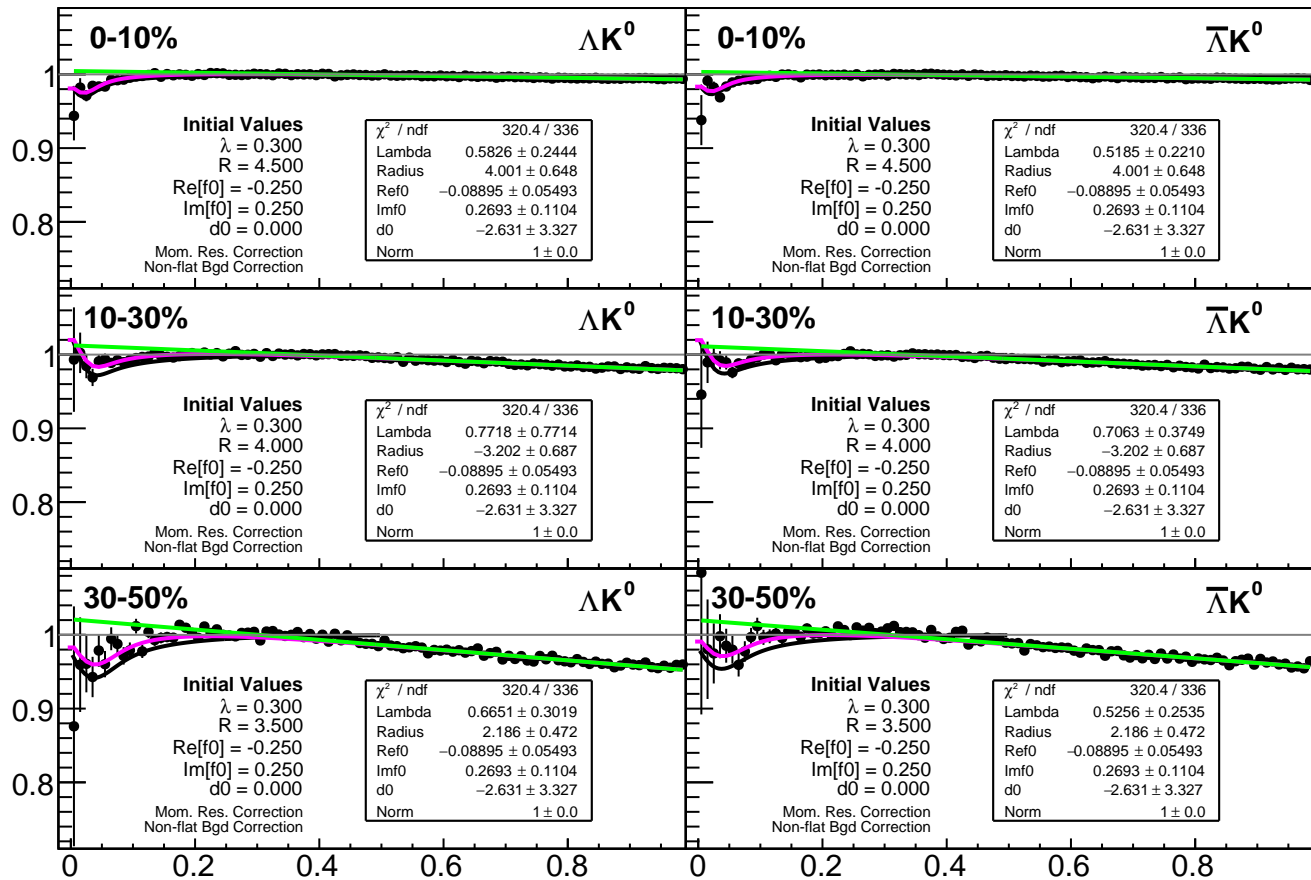 0-10%
ΛK⁰
1
0.9
0.8
Initial Values
λ = 0.300
R = 4.500
Re[f0] = -0.250
Im[f0] = 0.250
d0 = 0.000
Mom. Res. Correction
Non-flat Bgd Correction
χ² / ndf 320.4 / 336
Lambda 0.5826 ± 0.2444
Radius 4.001 ± 0.648
Ref0 −0.08895 ± 0.05493
Imf0 0.2693 ± 0.1104
d0 −2.631 ± 3.327
Norm 1 ± 0.0
0-10%
Λ̅K⁰
Initial Values
λ = 0.300
R = 4.500
Re[f0] = -0.250
Im[f0] = 0.250
d0 = 0.000
Mom. Res. Correction
Non-flat Bgd Correction
χ² / ndf 320.4 / 336
Lambda 0.5185 ± 0.2210
Radius 4.001 ± 0.648
Ref0 −0.08895 ± 0.05493
Imf0 0.2693 ± 0.1104
d0 −2.631 ± 3.327
Norm 1 ± 0.0
10-30%
ΛK⁰
1
0.9
0.8
Initial Values
λ = 0.300
R = 4.000
Re[f0] = -0.250
Im[f0] = 0.250
d0 = 0.000
Mom. Res. Correction
Non-flat Bgd Correction
χ² / ndf 320.4 / 336
Lambda 0.7718 ± 0.7714
Radius −3.202 ± 0.687
Ref0 −0.08895 ± 0.05493
Imf0 0.2693 ± 0.1104
d0 −2.631 ± 3.327
Norm 1 ± 0.0
10-30%
Λ̅K⁰
Initial Values
λ = 0.300
R = 4.000
Re[f0] = -0.250
Im[f0] = 0.250
d0 = 0.000
Mom. Res. Correction
Non-flat Bgd Correction
χ² / ndf 320.4 / 336
Lambda 0.7063 ± 0.3749
Radius −3.202 ± 0.687
Ref0 −0.08895 ± 0.05493
Imf0 0.2693 ± 0.1104
d0 −2.631 ± 3.327
Norm 1 ± 0.0
30-50%
ΛK⁰
1
0.9
0.8
Initial Values
λ = 0.300
R = 3.500
Re[f0] = -0.250
Im[f0] = 0.250
d0 = 0.000
Mom. Res. Correction
Non-flat Bgd Correction
χ² / ndf 320.4 / 336
Lambda 0.6651 ± 0.3019
Radius 2.186 ± 0.472
Ref0 −0.08895 ± 0.05493
Imf0 0.2693 ± 0.1104
d0 −2.631 ± 3.327
Norm 1 ± 0.0
30-50%
Λ̅K⁰
Initial Values
λ = 0.300
R = 3.500
Re[f0] = -0.250
Im[f0] = 0.250
d0 = 0.000
Mom. Res. Correction
Non-flat Bgd Correction
χ² / ndf 320.4 / 336
Lambda 0.5256 ± 0.2535
Radius 2.186 ± 0.472
Ref0 −0.08895 ± 0.05493
Imf0 0.2693 ± 0.1104
d0 −2.631 ± 3.327
Norm 1 ± 0.0
0 0.2 0.4 0.6 0.8 0 0.2 0.4 0.6 0.8